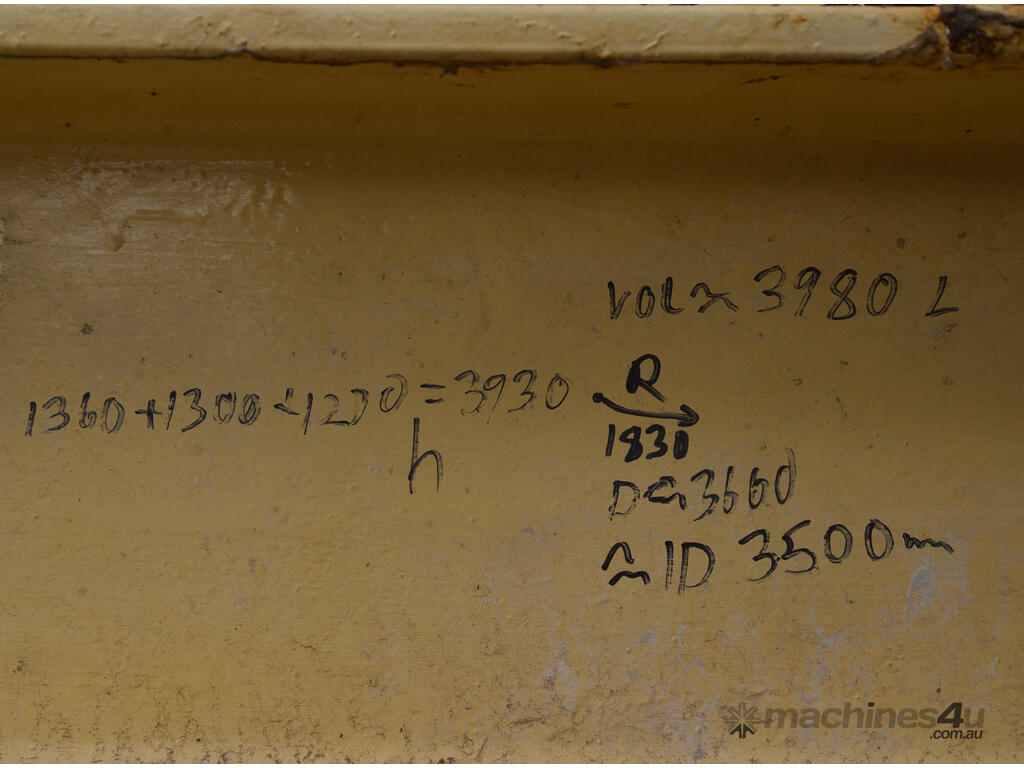 vol ≈ 3980 L
1360+1300+1270=3930
h
R
1830
D≈3660
≈ ID 3500mm
machines4u
.com.au